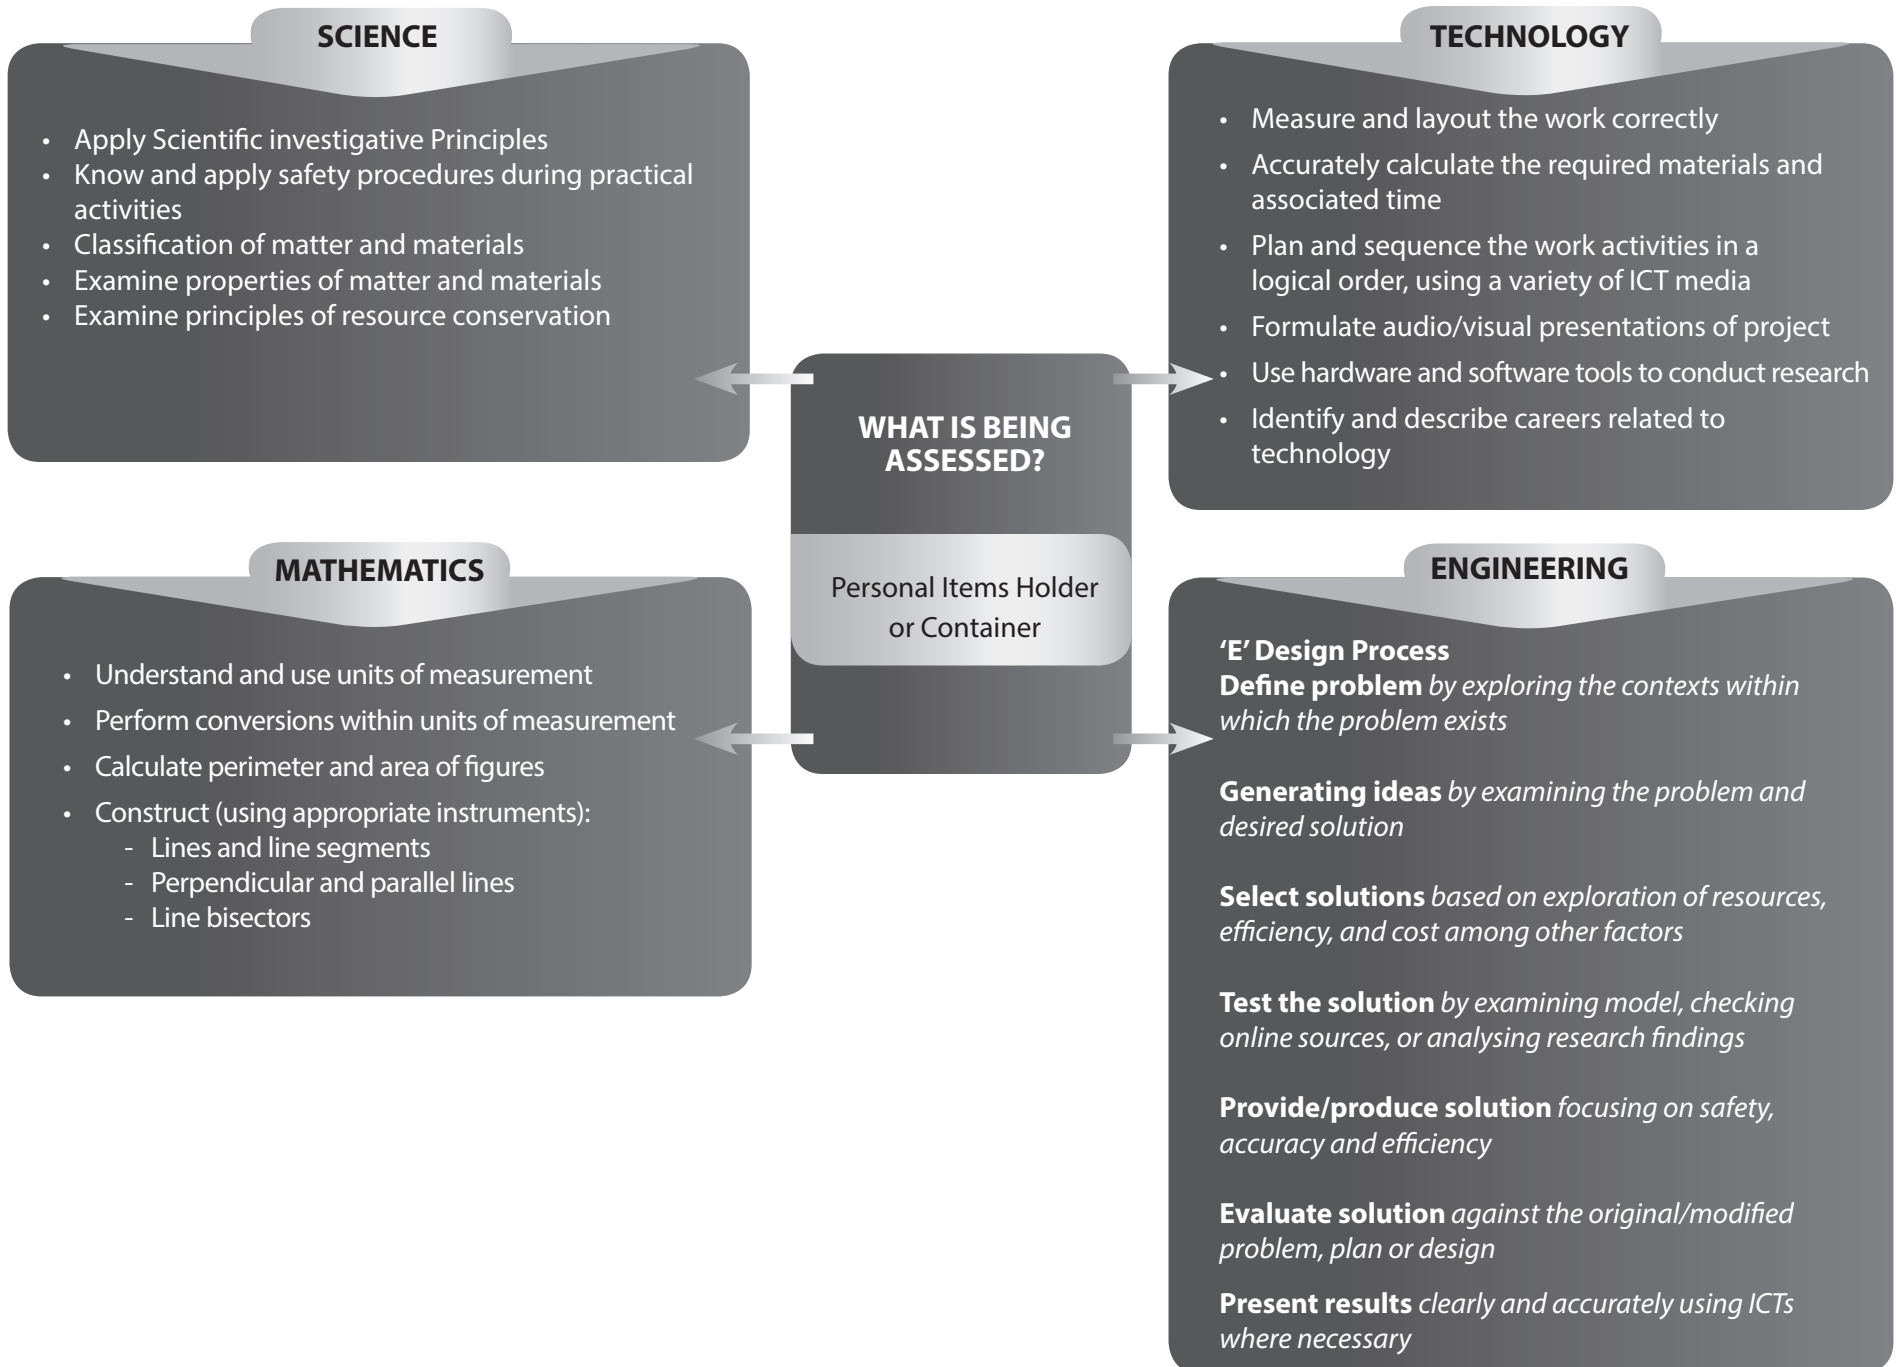 SCIENCE
• Apply Scientific investigative Principles
• Know and apply safety procedures during practical
activities
• Classification of matter and materials
• Examine properties of matter and materials
• Examine principles of resource conservation
TECHNOLOGY
• Measure and layout the work correctly
• Accurately calculate the required materials and
associated time
• Plan and sequence the work activities in a
logical order, using a variety of ICT media
• Formulate audio/visual presentations of project
• Use hardware and software tools to conduct research
• Identify and describe careers related to
technology
WHAT IS BEING
ASSESSED?
Personal Items Holder
or Container
MATHEMATICS
• Understand and use units of measurement
• Perform conversions within units of measurement
• Calculate perimeter and area of figures
• Construct (using appropriate instruments):
- Lines and line segments
- Perpendicular and parallel lines
- Line bisectors
ENGINEERING
‘E’ Design Process
Define problem by exploring the contexts within
which the problem exists
Generating ideas by examining the problem and
desired solution
Select solutions based on exploration of resources,
efficiency, and cost among other factors
Test the solution by examining model, checking
online sources, or analysing research findings
Provide/produce solution focusing on safety,
accuracy and efficiency
Evaluate solution against the original/modified
problem, plan or design
Present results clearly and accurately using ICTs
where necessary